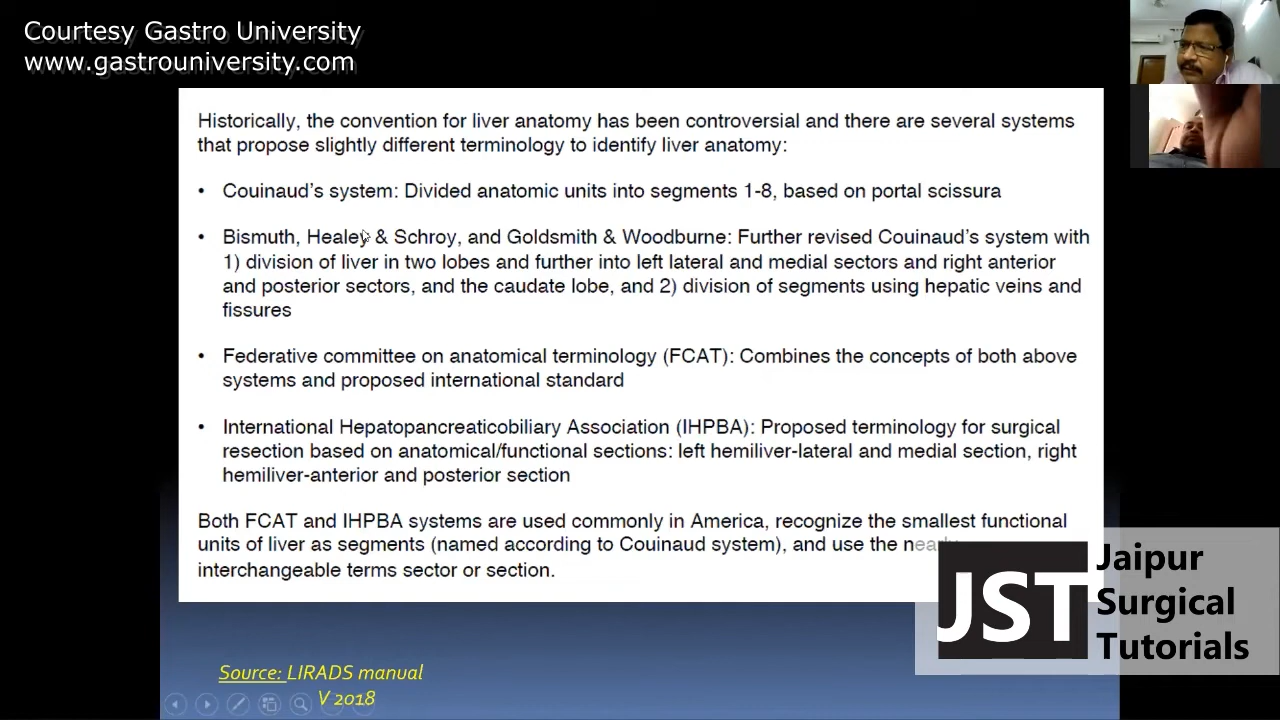 Courtesy Gastro University
www.gastrouniversity.com
Historically, the convention for liver anatomy has been controversial and there are several systems
that propose slightly different terminology to identify liver anatomy:
• Couinaud's system: Divided anatomic units into segments 1-8, based on portal scissura
• Bismuth, Healey & Schroy, and Goldsmith & Woodburne: Further revised Couinaud's system with
1) division of liver in two lobes and further into left lateral and medial sectors and right anterior
and posterior sectors, and the caudate lobe, and 2) division of segments using hepatic veins and
fissures
• Federative committee on anatomical terminology (FCAT): Combines the concepts of both above
systems and proposed international standard
• International Hepatopancreaticobiliary Association (IHPBA): Proposed terminology for surgical
resection based on anatomical/functional sections: left hemiliver-lateral and medial section, right
hemiliver-anterior and posterior section
Both FCAT and IHPBA systems are used commonly in America, recognize the smallest functional
units of liver as segments (named according to Couinaud system), and use the nearly
interchangeable terms sector or section.
JST
Jaipur
Surgical
Tutorials
Source: LIRADS manual
V 2018